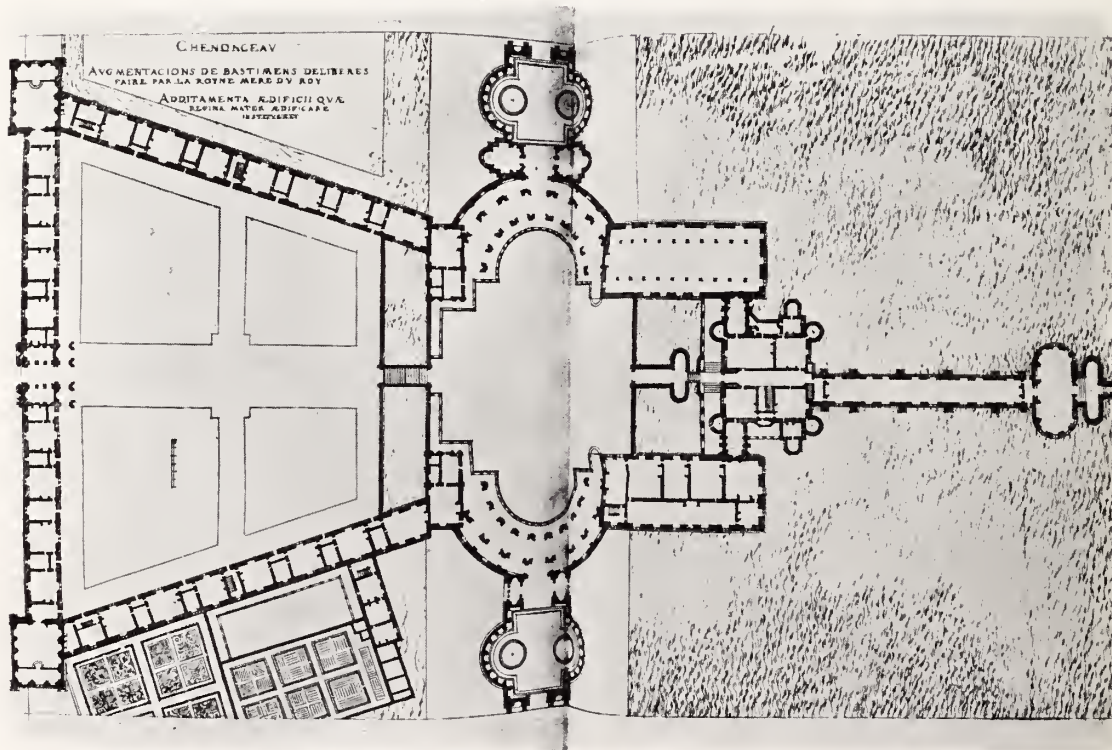 CHENONCEAV
AVGMENTACIONS DE BASTIMENS DELIBERES
FAIRE PAR LA ROYNE MERE DV ROY
ADDITAMENTA ÆDIFICII QVÆ
REGINA MATER ÆDIFICARE